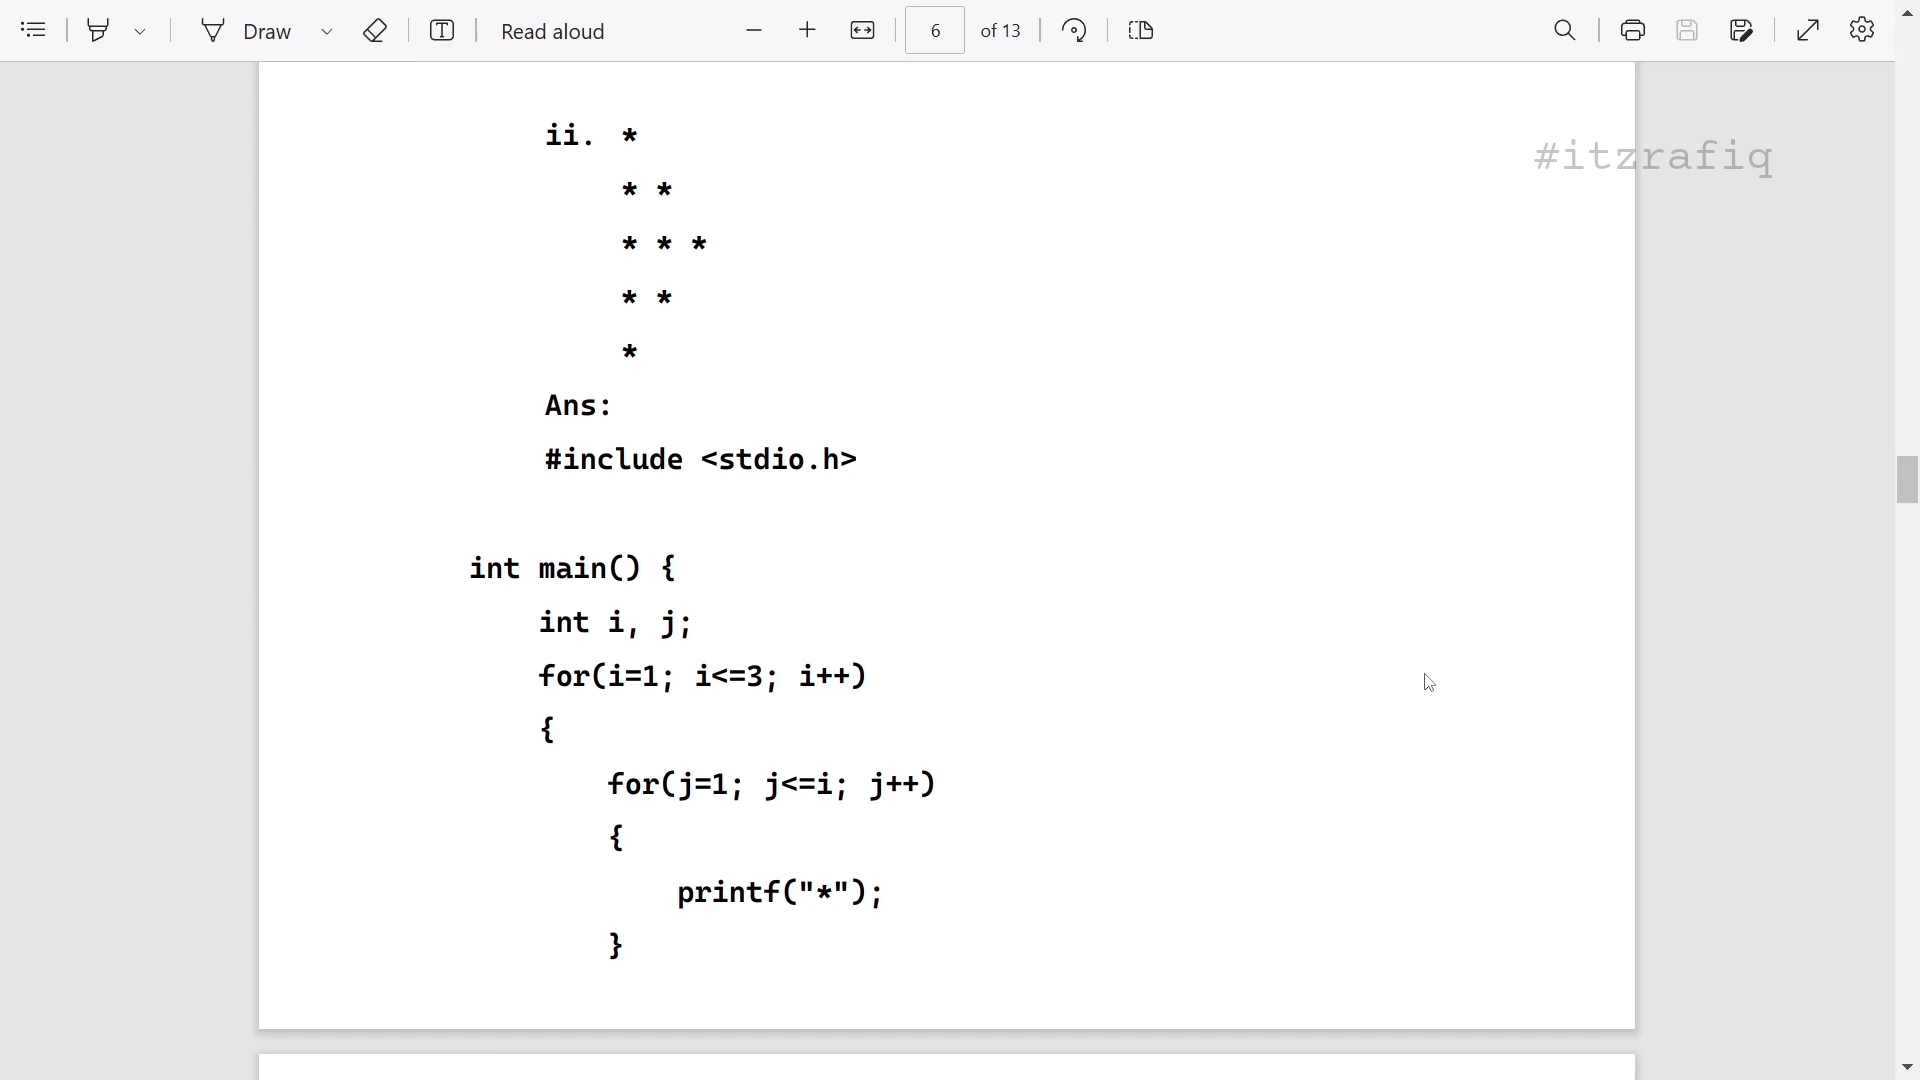 Draw
Read aloud
6 of 13
#itzrafiq
ii. *
* *
* * *
* *
*
Ans:
#include <stdio.h>
int main() {
int i, j;
for(i=1; i<=3; i++)
{
for(j=1; j<=i; j++)
{
printf("*");
}